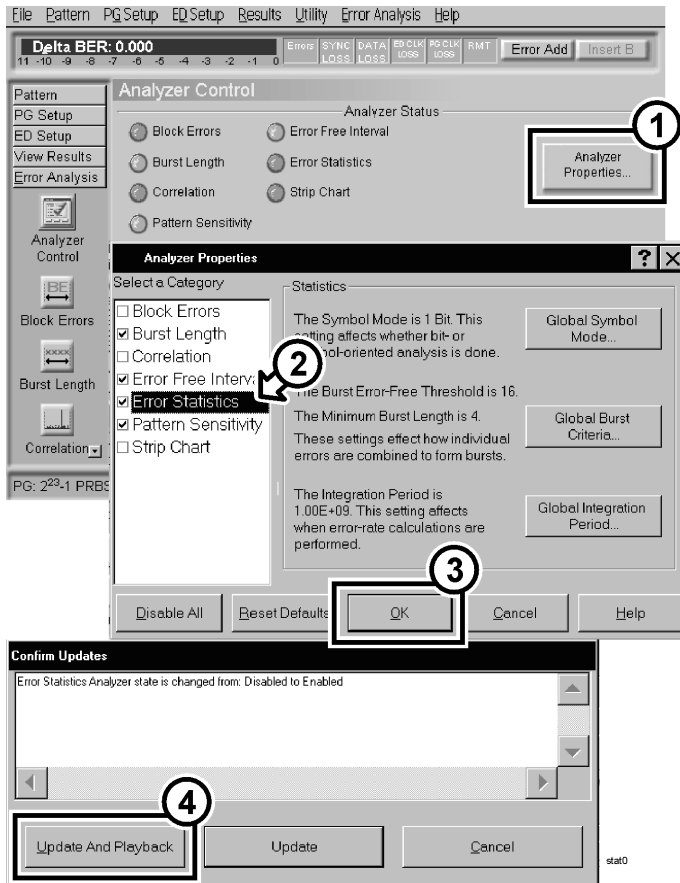 File Pattern PG Setup ED Setup Results Utility Error Analysis Help
Delta BER: 0.000
11 -10 -9 -8 -7 -6 -5 -4 -3 -2 -1 0
Errors SYNC LOSS DATA LOSS ED CLK LOSS PG CLK LOSS RMT Error Add Insert B
Pattern
PG Setup
ED Setup
View Results
Error Analysis
Analyzer Control
Block Errors
Burst Length
Correlation
PG: 2²³-1 PRBS
Analyzer Control
Analyzer Status
Block Errors
Error Free Interval
Burst Length
Error Statistics
Correlation
Strip Chart
Pattern Sensitivity
1
Analyzer
Properties...
Analyzer Properties
? X
Select a Category
Block Errors
Burst Length
Correlation
Error Free Interva
Error Statistics
Pattern Sensitivity
Strip Chart
2
Statistics
The Symbol Mode is 1 Bit. This
setting affects whether bit- or
bol-oriented analysis is done.
The Burst Error-Free Threshold is 16.
The Minimum Burst Length is 4.
These settings effect how individual
errors are combined to form bursts.
The Integration Period is
1.00E+09. This setting affects
when error-rate calculations are
performed.
Global Symbol
Mode...
Global Burst
Criteria...
Global Integration
Period...
3
Disable All Reset Defaults OK Cancel Help
Confirm Updates
Error Statistics Analyzer state is changed from: Disabled to Enabled
4
Update And Playback Update Cancel
stat0